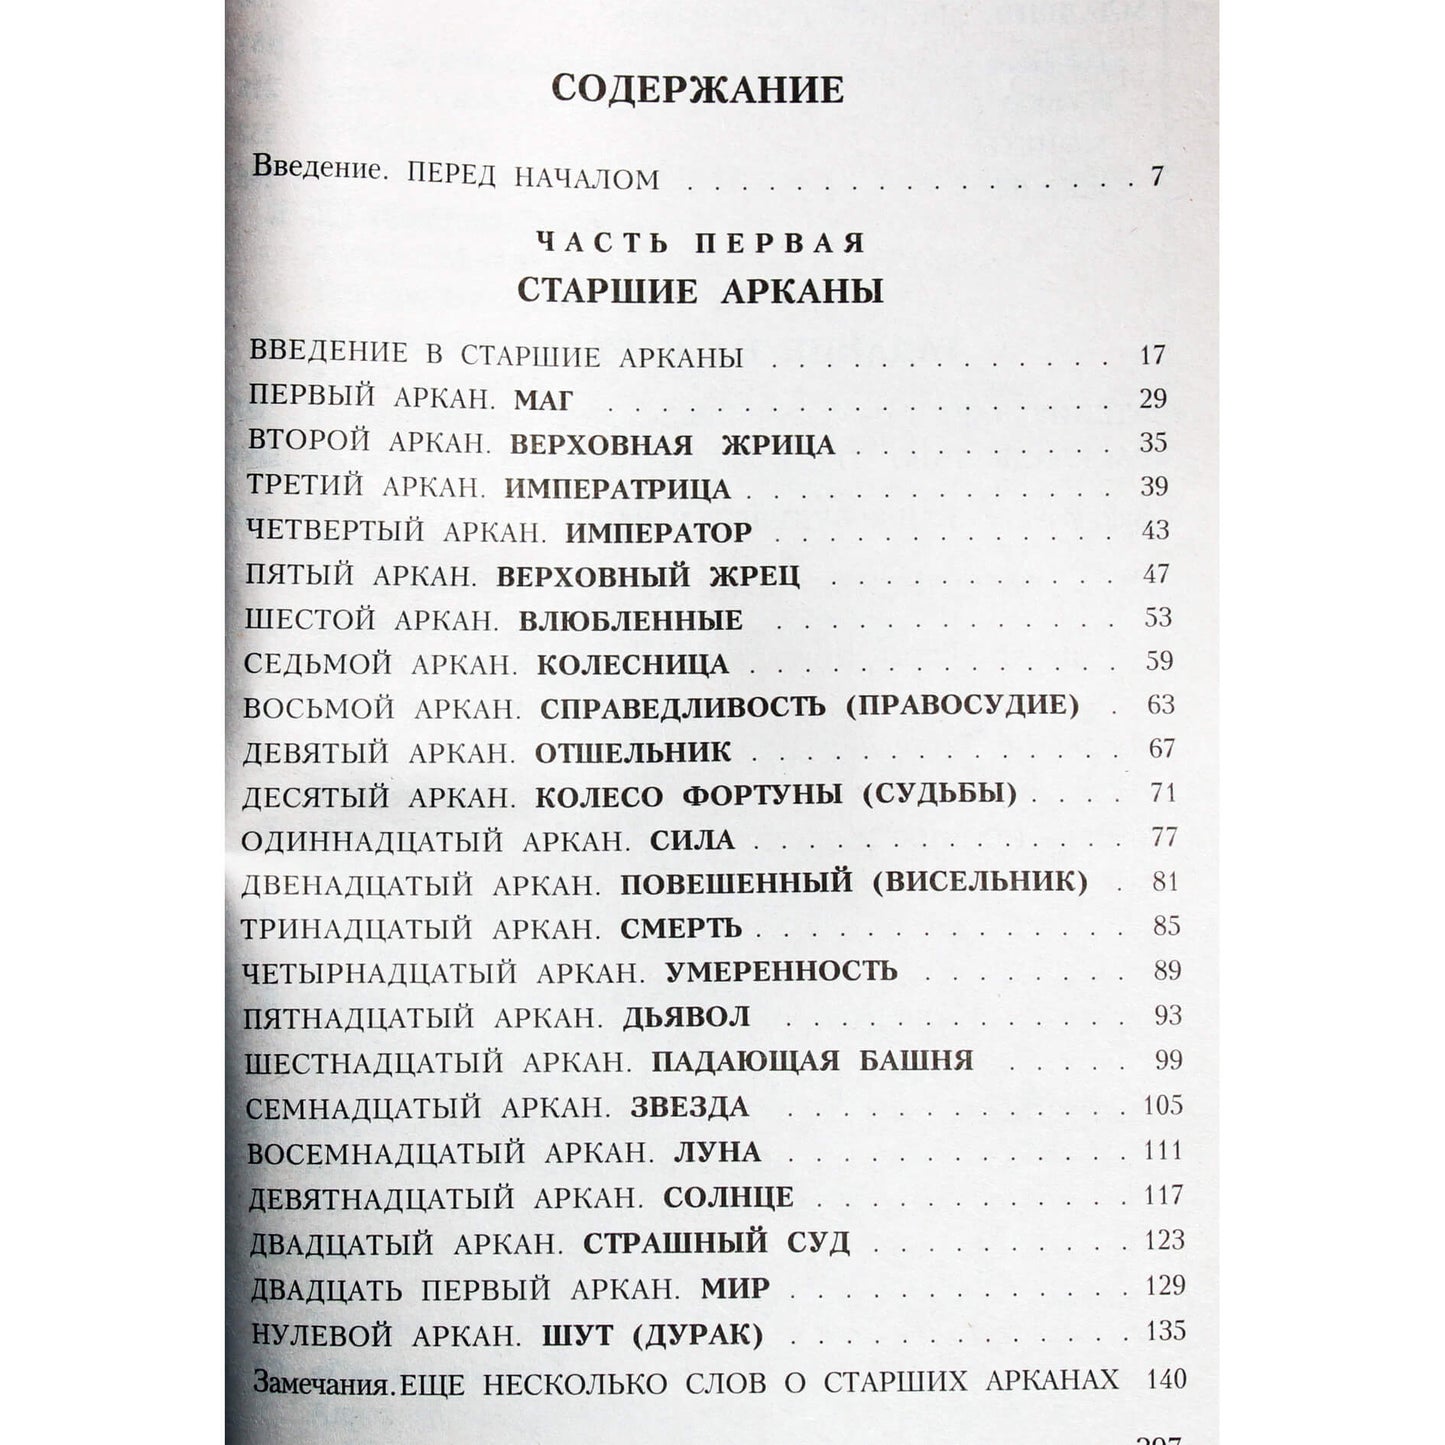 СОДЕРЖАНИЕ
Введение. ПЕРЕД НАЧАЛОМ . . . . . . . . . . . . . . . . . 7
ЧАСТЬ ПЕРВАЯ
СТАРШИЕ АРКАНЫ
ВВЕДЕНИЕ В СТАРШИЕ АРКАНЫ . . . . . . . . . . . . . 17
ПЕРВЫЙ АРКАН. МАГ . . . . . . . . . . . . . . . . . . . 29
ВТОРОЙ АРКАН. ВЕРХОВНАЯ ЖРИЦА . . . . . . . . . . 35
ТРЕТИЙ АРКАН. ИМПЕРАТРИЦА . . . . . . . . . . . . . . 39
ЧЕТВЕРТЫЙ АРКАН. ИМПЕРАТОР . . . . . . . . . . . . . 43
ПЯТЫЙ АРКАН. ВЕРХОВНЫЙ ЖРЕЦ . . . . . . . . . . . 47
ШЕСТОЙ АРКАН. ВЛЮБЛЕННЫЕ . . . . . . . . . . . . . 53
СЕДЬМОЙ АРКАН. КОЛЕСНИЦА . . . . . . . . . . . . . . 59
ВОСЬМОЙ АРКАН. СПРАВЕДЛИВОСТЬ (ПРАВОСУДИЕ) . 63
ДЕВЯТЫЙ АРКАН. ОТШЕЛЬНИК . . . . . . . . . . . . . . 67
ДЕСЯТЫЙ АРКАН. КОЛЕСО ФОРТУНЫ (СУДЬБЫ) . . . . 71
ОДИННАДЦАТЫЙ АРКАН. СИЛА . . . . . . . . . . . . . . 77
ДВЕНАДЦАТЫЙ АРКАН. ПОВЕШЕННЫЙ (ВИСЕЛЬНИК) . 81
ТРИНАДЦАТЫЙ АРКАН. СМЕРТЬ . . . . . . . . . . . . . . 85
ЧЕТЫРНАДЦАТЫЙ АРКАН. УМЕРЕННОСТЬ . . . . . . . . 89
ПЯТНАДЦАТЫЙ АРКАН. ДЬЯВОЛ . . . . . . . . . . . . . 93
ШЕСТНАДЦАТЫЙ АРКАН. ПАДАЮЩАЯ БАШНЯ . . . . . 99
СЕМНАДЦАТЫЙ АРКАН. ЗВЕЗДА . . . . . . . . . . . . . 105
ВОСЕМНАДЦАТЫЙ АРКАН. ЛУНА . . . . . . . . . . . . . 111
ДЕВЯТНАДЦАТЫЙ АРКАН. СОЛНЦЕ . . . . . . . . . . . . 117
ДВАДЦАТЫЙ АРКАН. СТРАШНЫЙ СУД . . . . . . . . . . 123
ДВАДЦАТЬ ПЕРВЫЙ АРКАН. МИР . . . . . . . . . . . . . 129
НУЛЕВОЙ АРКАН. ШУТ (ДУРАК) . . . . . . . . . . . . . 135
Замечания.ЕЩЕ НЕСКОЛЬКО СЛОВ О СТАРШИХ АРКАНАХ 140